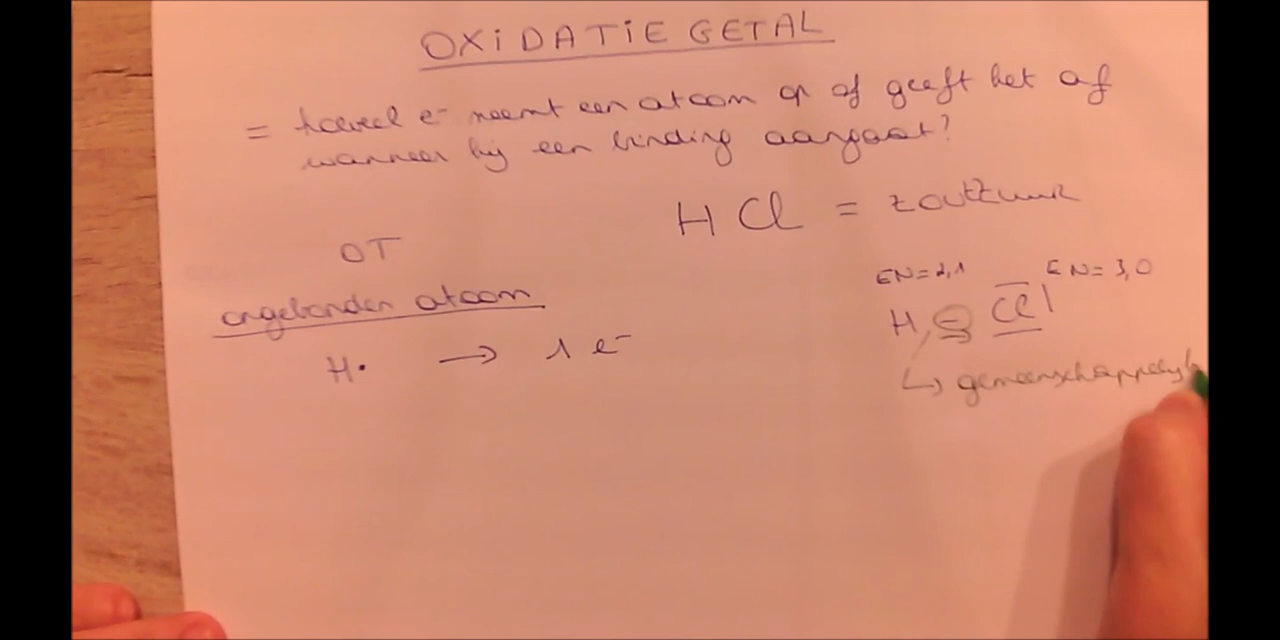 OXIDATIE GETAL
= hoeveel e⁻ neemt een atoom op of geeft het af
wanneer hij een binding aangaat?
HCl = zoutzuur
OT
ongebonden atoom
H• → 1 e⁻
EN=2,1 EN=3,0
H Cl
↳ gemeenschappelijk